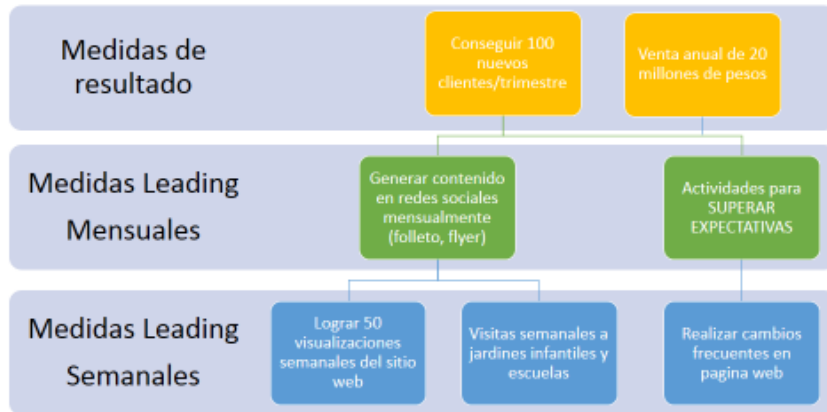 Medidas de
resultado
Conseguir 100
nuevos
clientes/trimestre
Venta anual de 20
millones de pesos
Medidas Leading
Mensuales
Generar contenido
en redes sociales
mensualmente
(folleto, flyer)
Actividades para
SUPERAR
EXPECTATIVAS
Medidas Leading
Semanales
Lograr 50
visualizaciones
semanales del sitio
web
Visitas semanales a
jardines infantiles y
escuelas
Realizar cambios
frecuentes en
pagina web